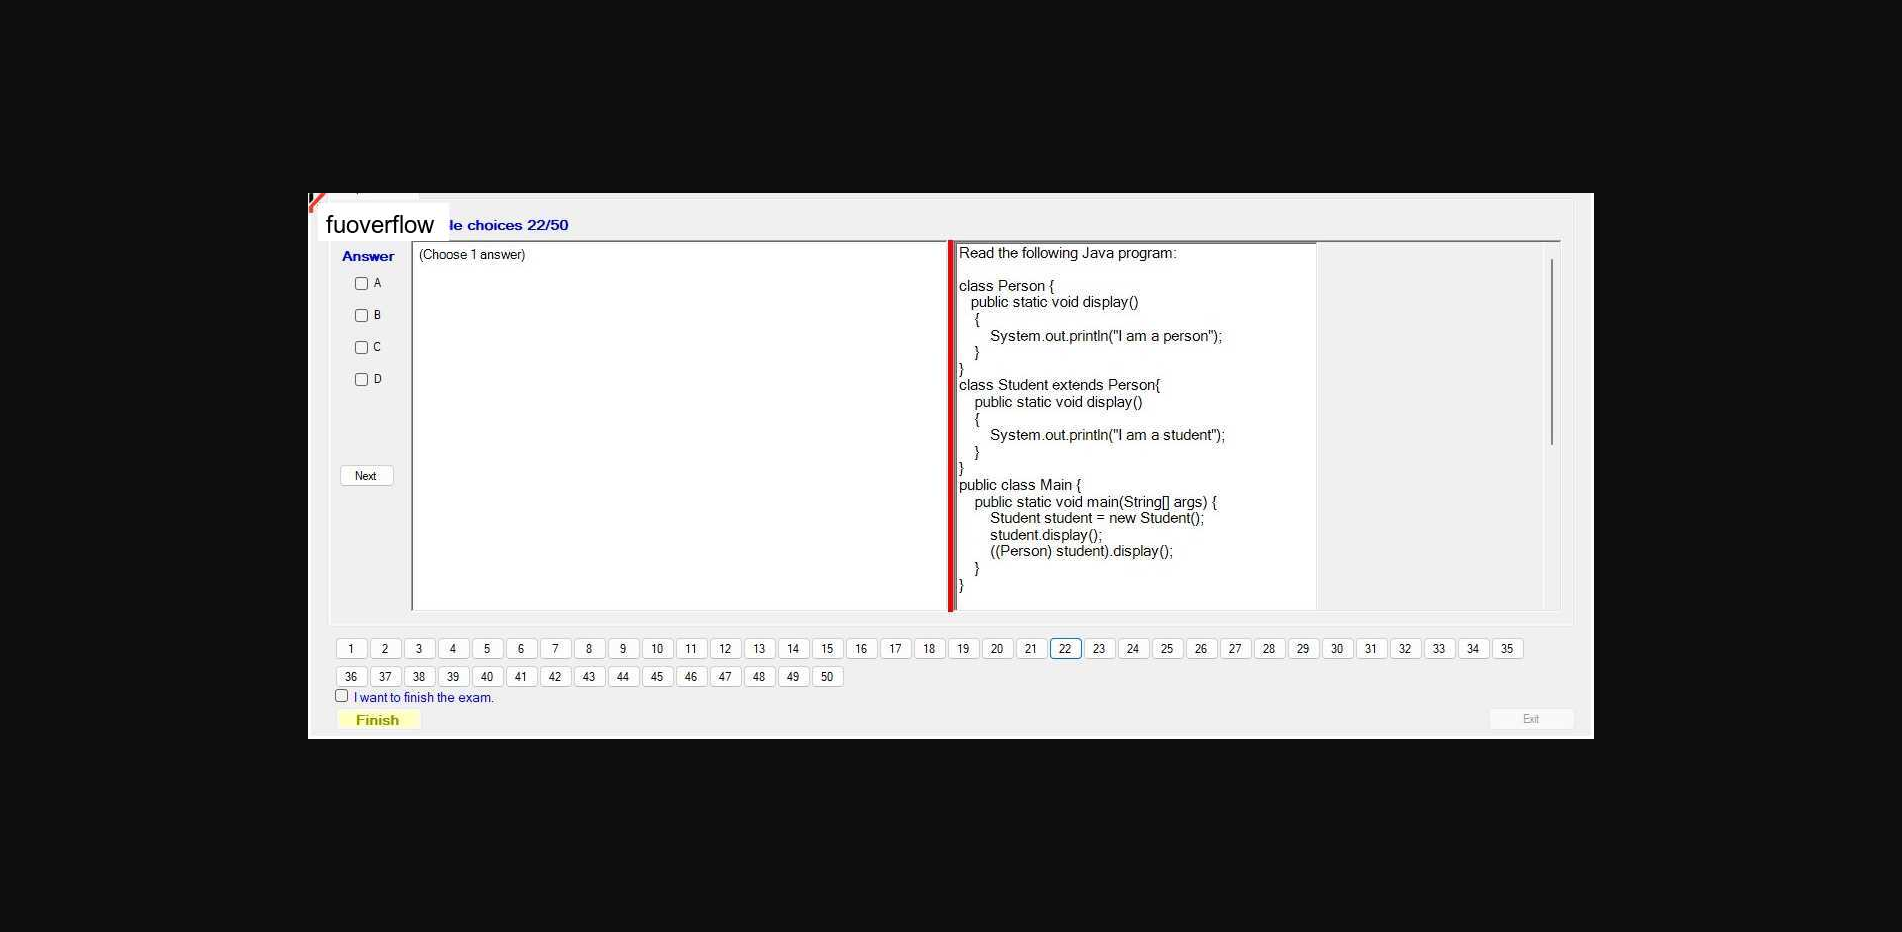 fuoverflow le choices 22/50
Answer
(Choose 1 answer)
A
B
C
D
Next
Read the following Java program:
class Person {
public static void display()
{
System.out.println("I am a person");
}
}
class Student extends Person{
public static void display()
{
System.out.println("I am a student");
}
}
public class Main {
public static void main(String[] args) {
Student student = new Student();
student.display();
((Person) student).display();
}
}
1 2 3 4 5 6 7 8 9 10 11 12 13 14 15 16 17 18 19 20 21 22 23 24 25 26 27 28 29 30 31 32 33 34 35
36 37 38 39 40 41 42 43 44 45 46 47 48 49 50
I want to finish the exam.
Finish
Exit